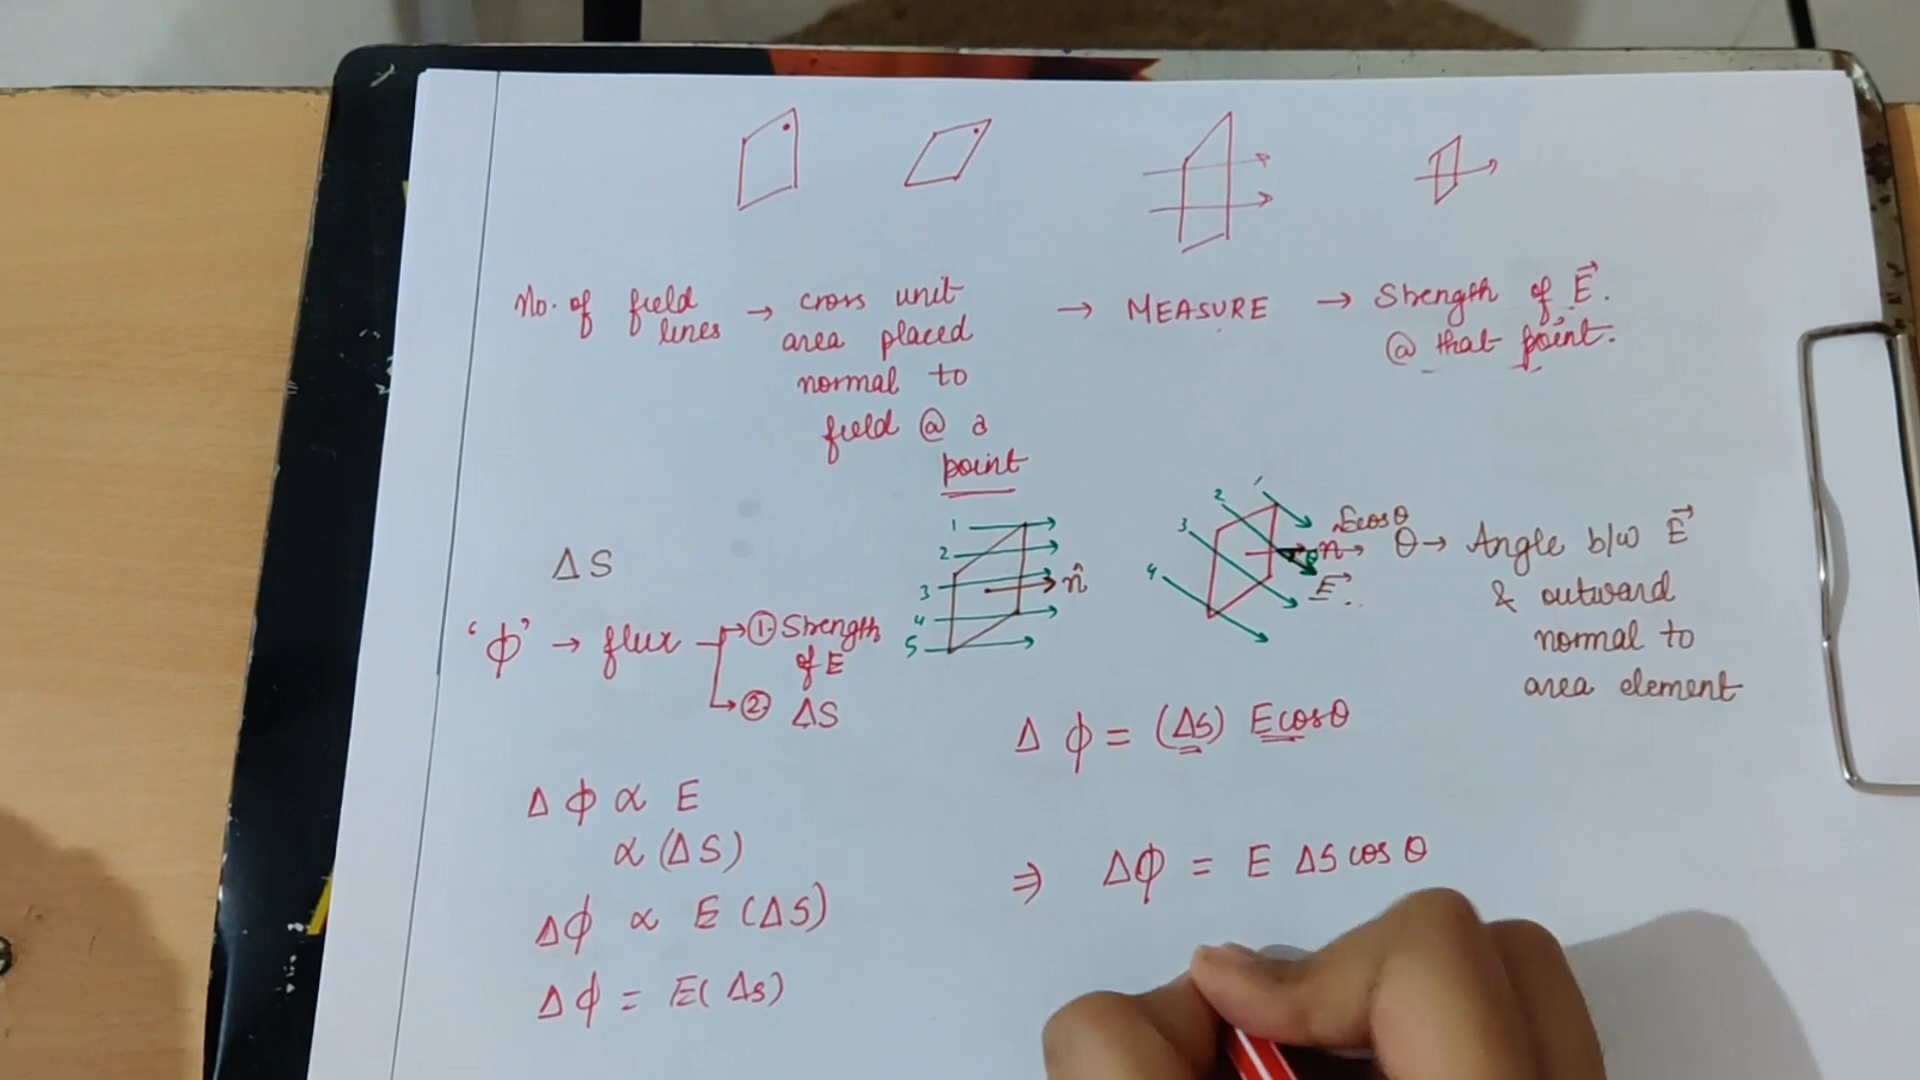 No. of field lines → cross unit area placed normal to field @ a point → MEASURE → Strength of E⃗. @ that point.
1
2
3
4
5
n̂
1
2
3
4
Ecosθ
n̂
θ
E⃗
θ → Angle b/w E⃗
& outward
normal to
area element
ΔS
'ϕ' → flux → ① Strength of E
→ ② ΔS
Δϕ = (ΔS) Ecosθ
Δϕ ∝ E
∝ (ΔS)
Δϕ ∝ E (ΔS)
Δϕ = E(ΔS)
⇒ Δϕ = E ΔS cos θ